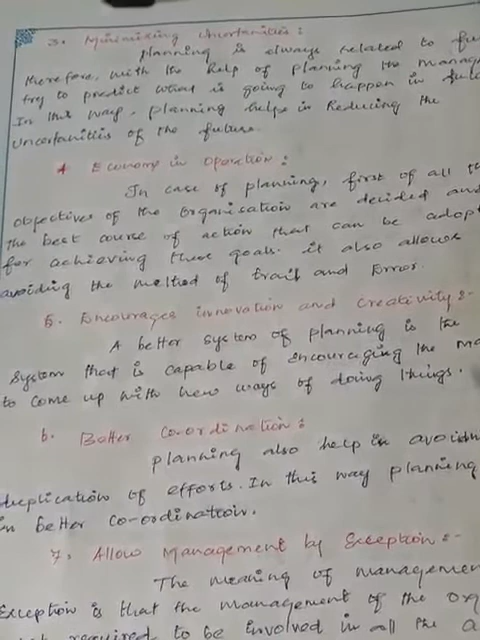 3. Minimizing Uncertanities :
planning is always related to fu
therefore, with the help of planning the manag
try to predict what is going to happen in futu
In this way, planning helps in Reducing the
uncertanities of the future.
4 Economy in operation :
In case of planning, first of all th
objectives of the organisation are decided and
the best course of action that can be adopt
for achieving these goals. it also allows
avoiding the method of trail and Error.
5. Encourages innovation and creativity :-
A better system of planning is the
system that is capable of encouraging the ma
to come up with new ways of doing things.
6. Better Co-ordination :
planning also help in avoidin
duplication of efforts. In this way planning
in better co-ordination.
7. Allow Management by Exception :-
The meaning of managemen
Exception is that the management of the org
required to be involved in all the a